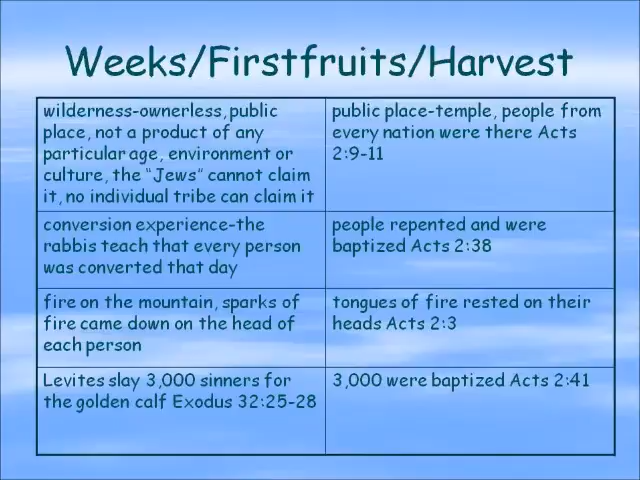 Weeks/Firstfruits/Harvest
wilderness-ownerless, public
place, not a product of any
particular age, environment or
culture, the “Jews” cannot claim
it, no individual tribe can claim it
public place-temple, people from
every nation were there Acts
2:9-11
conversion experience-the
rabbis teach that every person
was converted that day
people repented and were
baptized Acts 2:38
fire on the mountain, sparks of
fire came down on the head of
each person
tongues of fire rested on their
heads Acts 2:3
Levites slay 3,000 sinners for
the golden calf Exodus 32:25-28
3,000 were baptized Acts 2:41